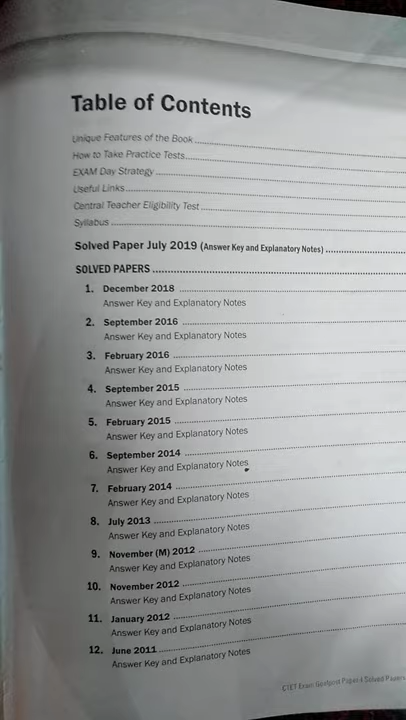 Table of Contents
Unique Features of the Book
How to Take Practice Tests
EXAM Day Strategy
Useful Links
Central Teacher Eligibility Test
Syllabus
Solved Paper July 2019 (Answer Key and Explanatory Notes)
SOLVED PAPERS
1. December 2018
Answer Key and Explanatory Notes
2. September 2016
Answer Key and Explanatory Notes
3. February 2016
Answer Key and Explanatory Notes
4. September 2015
Answer Key and Explanatory Notes
5. February 2015
Answer Key and Explanatory Notes
6. September 2014
Answer Key and Explanatory Notes
7. February 2014
Answer Key and Explanatory Notes
8. July 2013
Answer Key and Explanatory Notes
9. November (M) 2012
Answer Key and Explanatory Notes
10. November 2012
Answer Key and Explanatory Notes
11. January 2012
Answer Key and Explanatory Notes
12. June 2011
Answer Key and Explanatory Notes
CTET Exam Goalpost Solved Papers